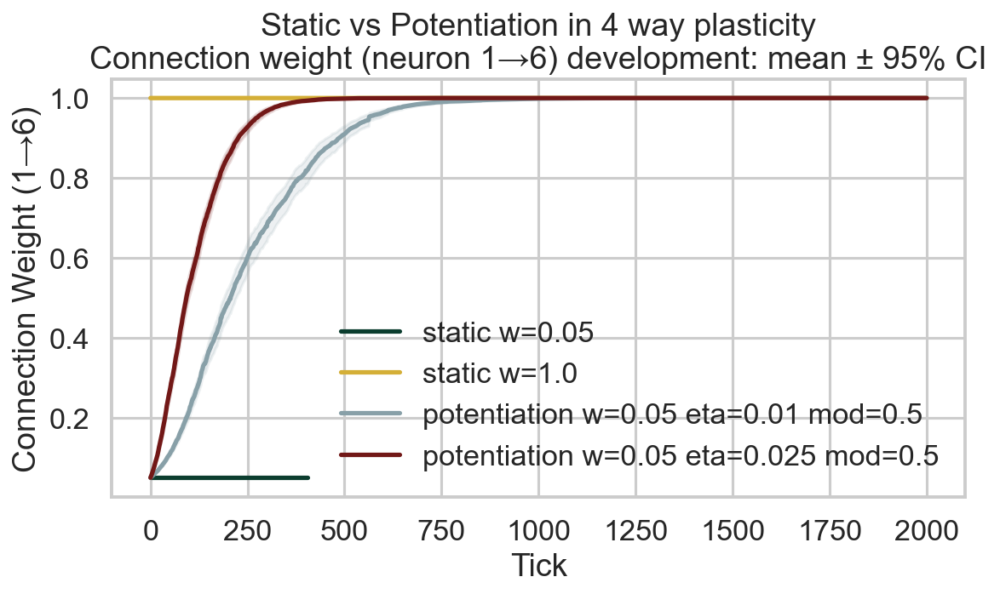 Static vs Potentiation in 4 way plasticity
Connection weight (neuron 1→6) development: mean ± 95% CI
Connection Weight (1→6)
1.0
0.8
0.6
0.4
0.2
static w=0.05
static w=1.0
potentiation w=0.05 eta=0.01 mod=0.5
potentiation w=0.05 eta=0.025 mod=0.5
0 250 500 750 1000 1250 1500 1750 2000
Tick